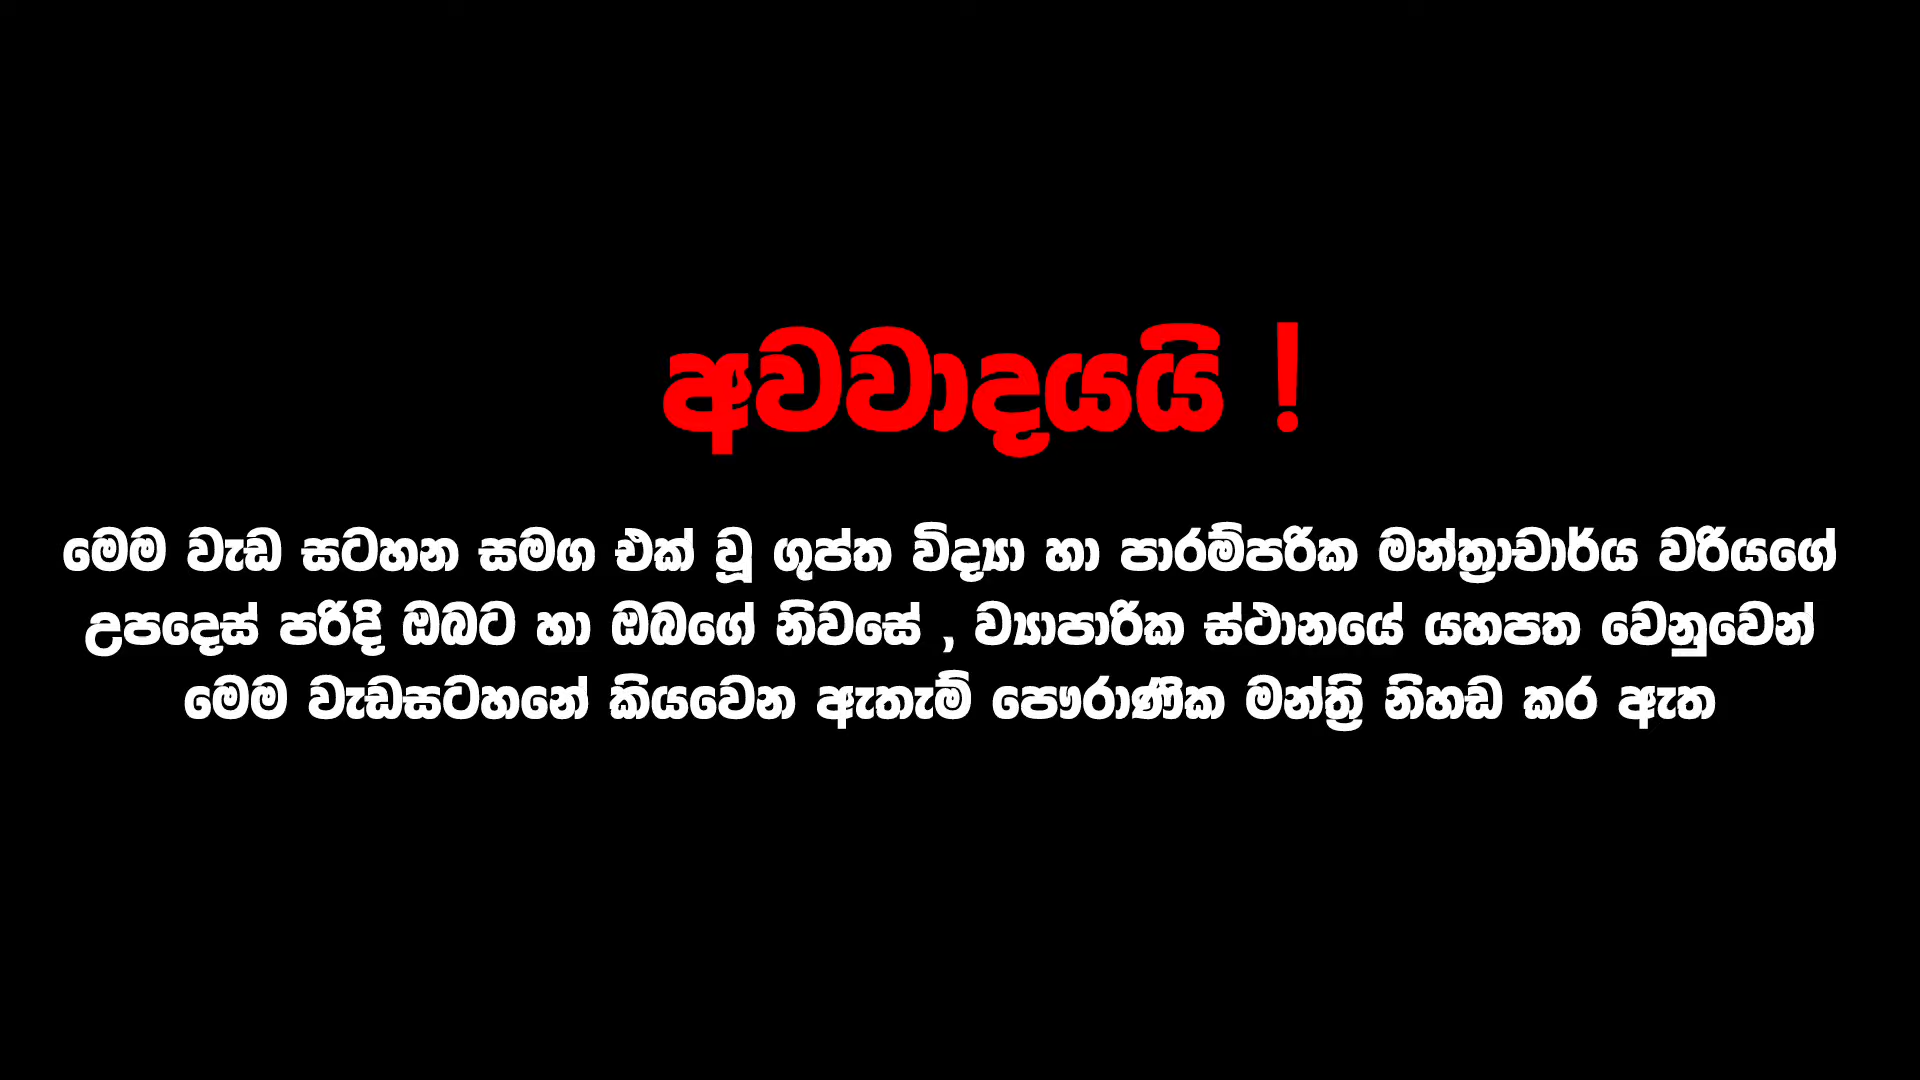 අවවාදයයි !
මෙම වැඩ සටහන සමග එක් වූ ගුප්ත විද්‍යා හා පාරම්පරික මන්ත්‍රාචාර්ය වරියගේ
උපදෙස් පරිදි ඔබට හා ඔබගේ නිවසේ , ව්‍යාපාරික ස්ථානයේ යහපත වෙනුවෙන්
මෙම වැඩසටහනේ කියවෙන ඇතැම් පෞරාණික මන්ත්‍රි නිහඩ කර ඇත